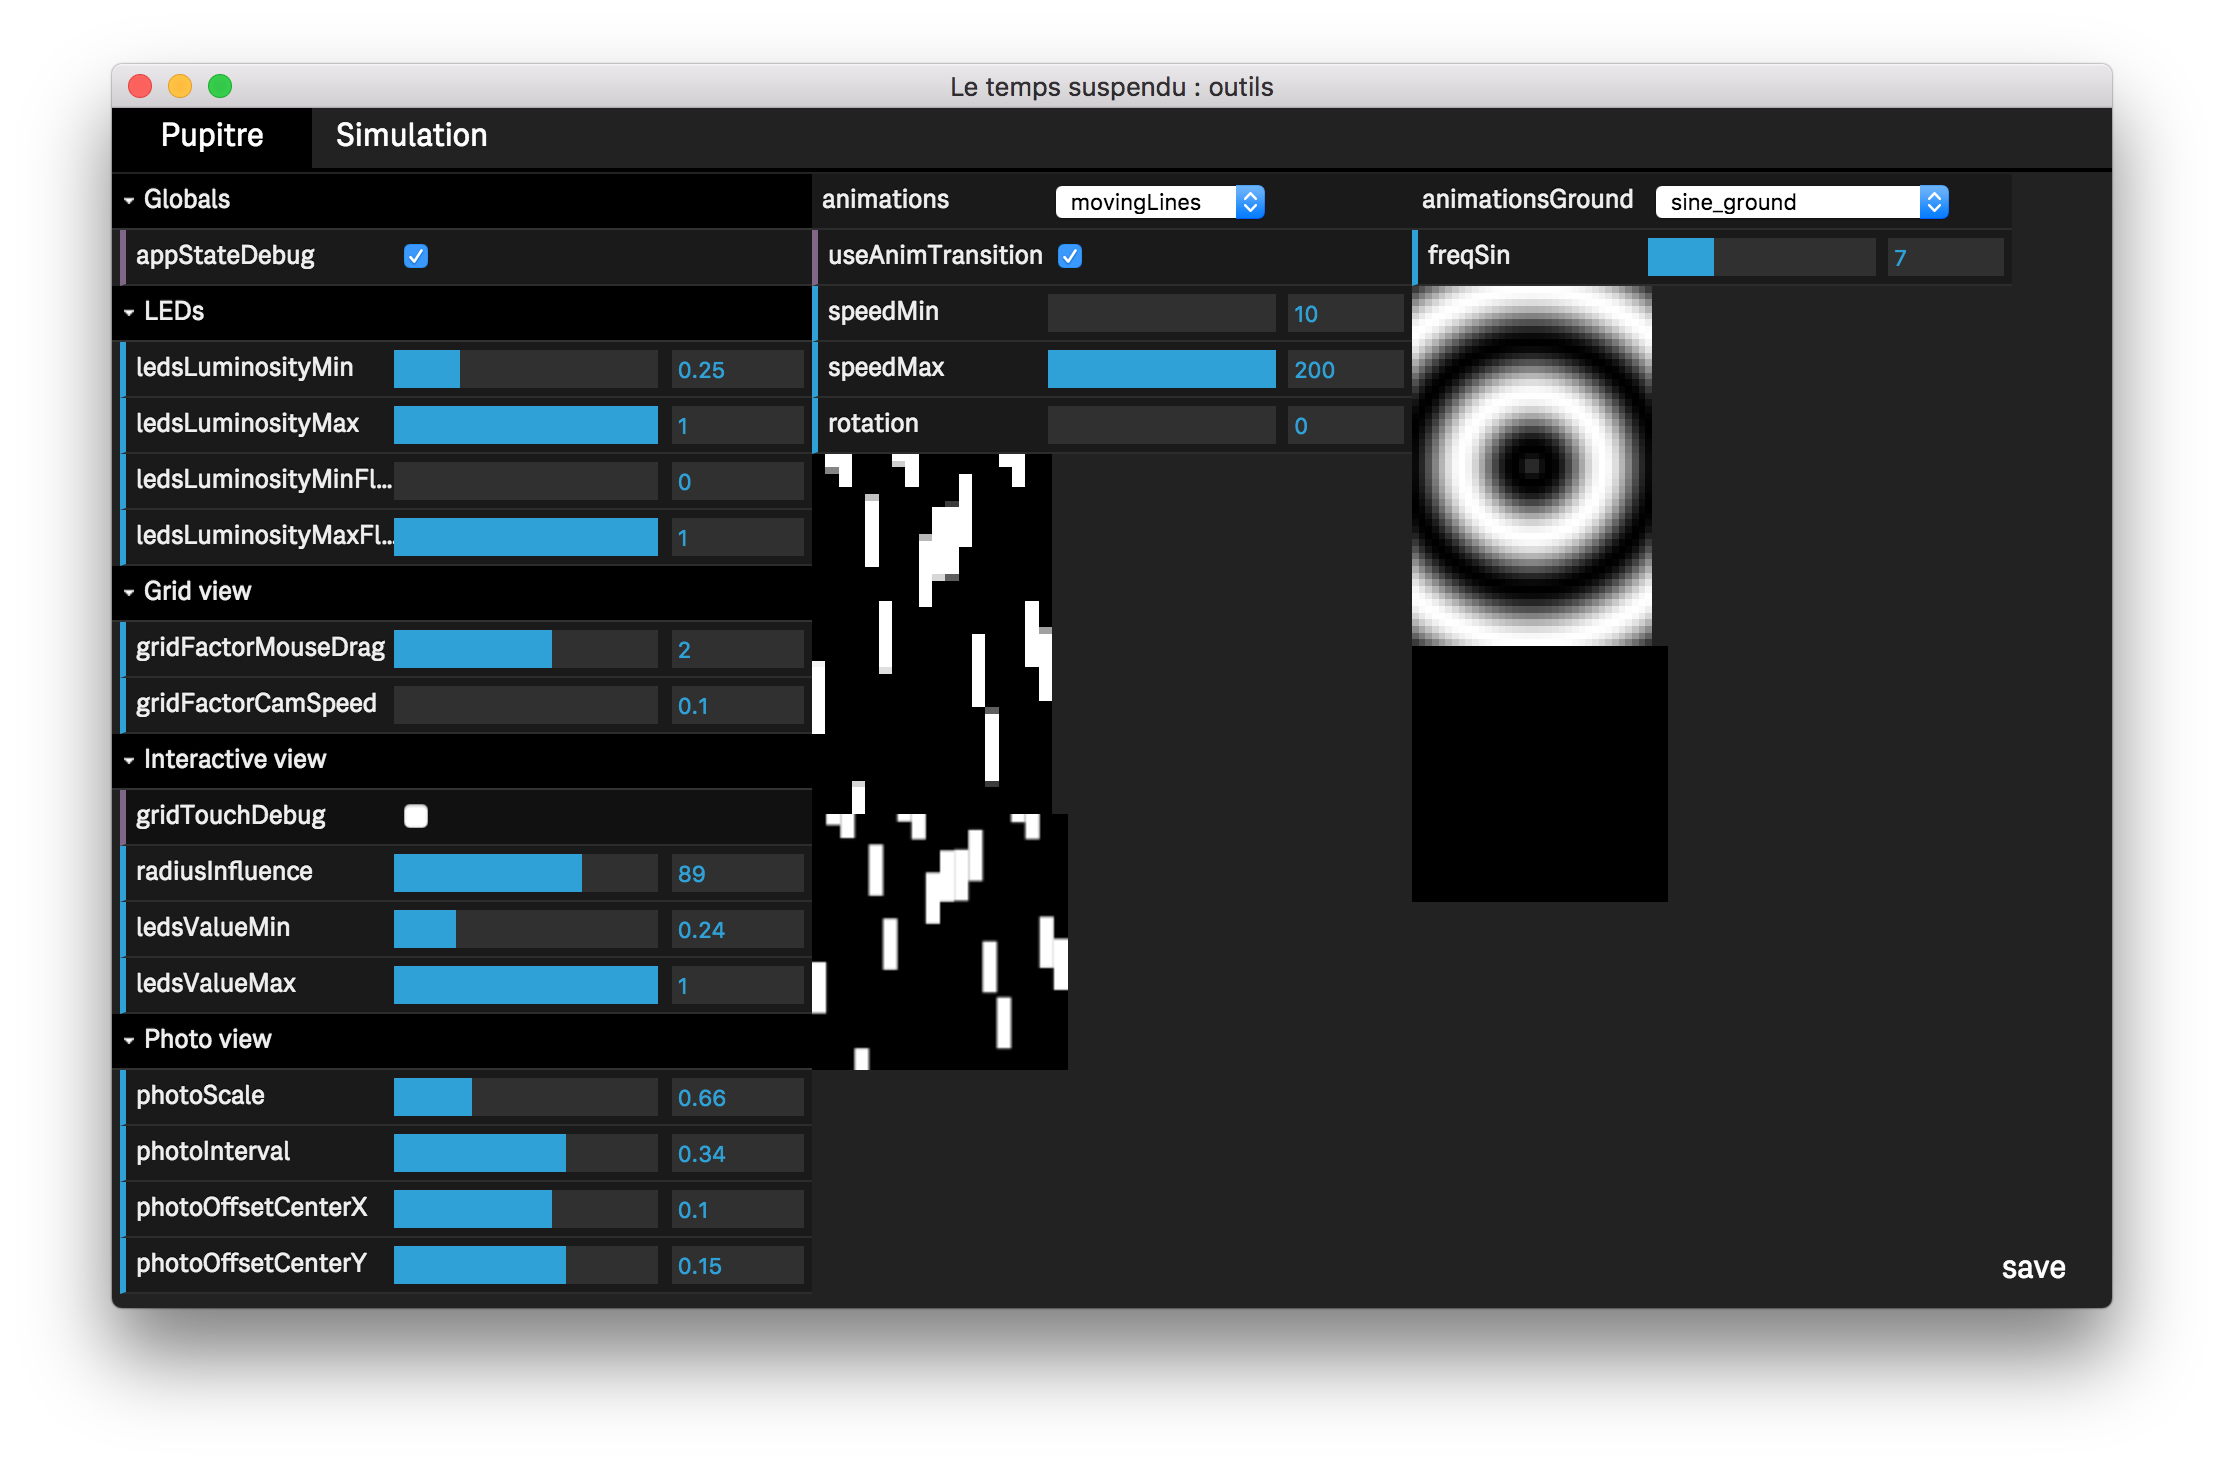 Le temps suspendu : outils
Pupitre
Simulation
Globals
appStateDebug
LEDs
ledsLuminosityMin 0.25
ledsLuminosityMax 1
ledsLuminosityMinFl... 0
ledsLuminosityMaxFl... 1
Grid view
gridFactorMouseDrag 2
gridFactorCamSpeed 0.1
Interactive view
gridTouchDebug
radiusInfluence 89
ledsValueMin 0.24
ledsValueMax 1
Photo view
photoScale 0.66
photoInterval 0.34
photoOffsetCenterX 0.1
photoOffsetCenterY 0.15
animations movingLines
useAnimTransition
speedMin 10
speedMax 200
rotation 0
animationsGround sine_ground
freqSin 7
save